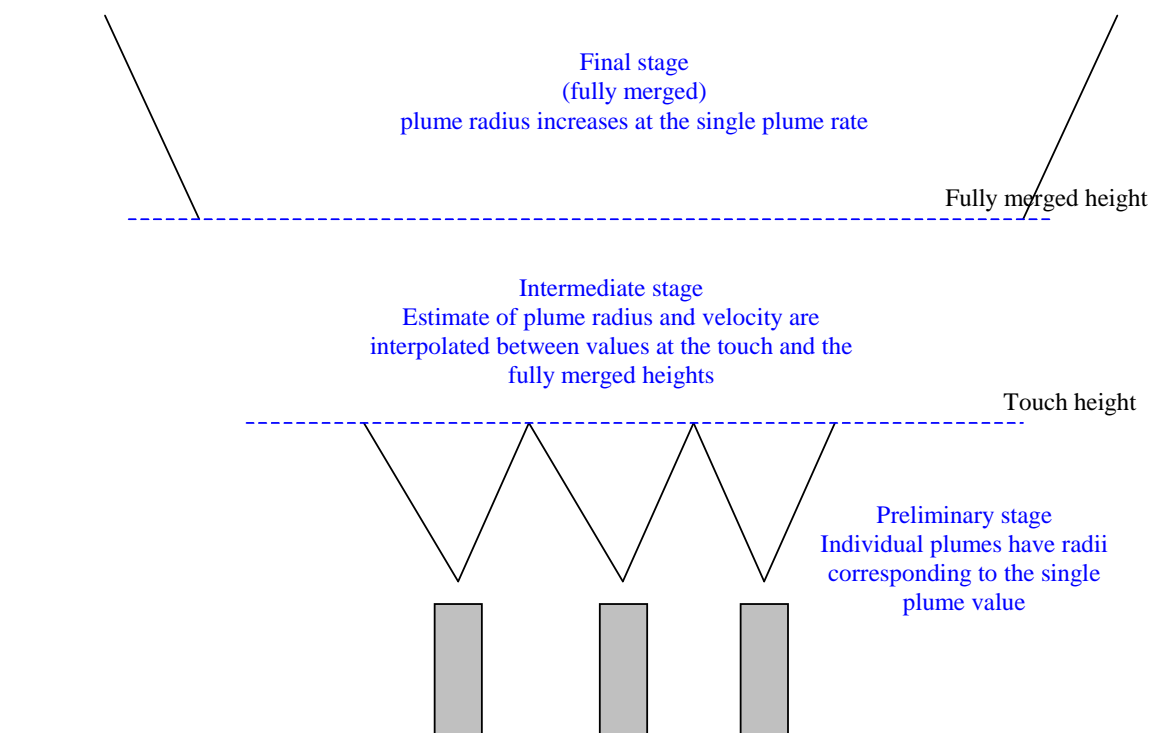 Final stage
(fully merged)
plume radius increases at the single plume rate
Fully merged height
Intermediate stage
Estimate of plume radius and velocity are
interpolated between values at the touch and the
fully merged heights
Touch height
Preliminary stage
Individual plumes have radii
corresponding to the single
plume value